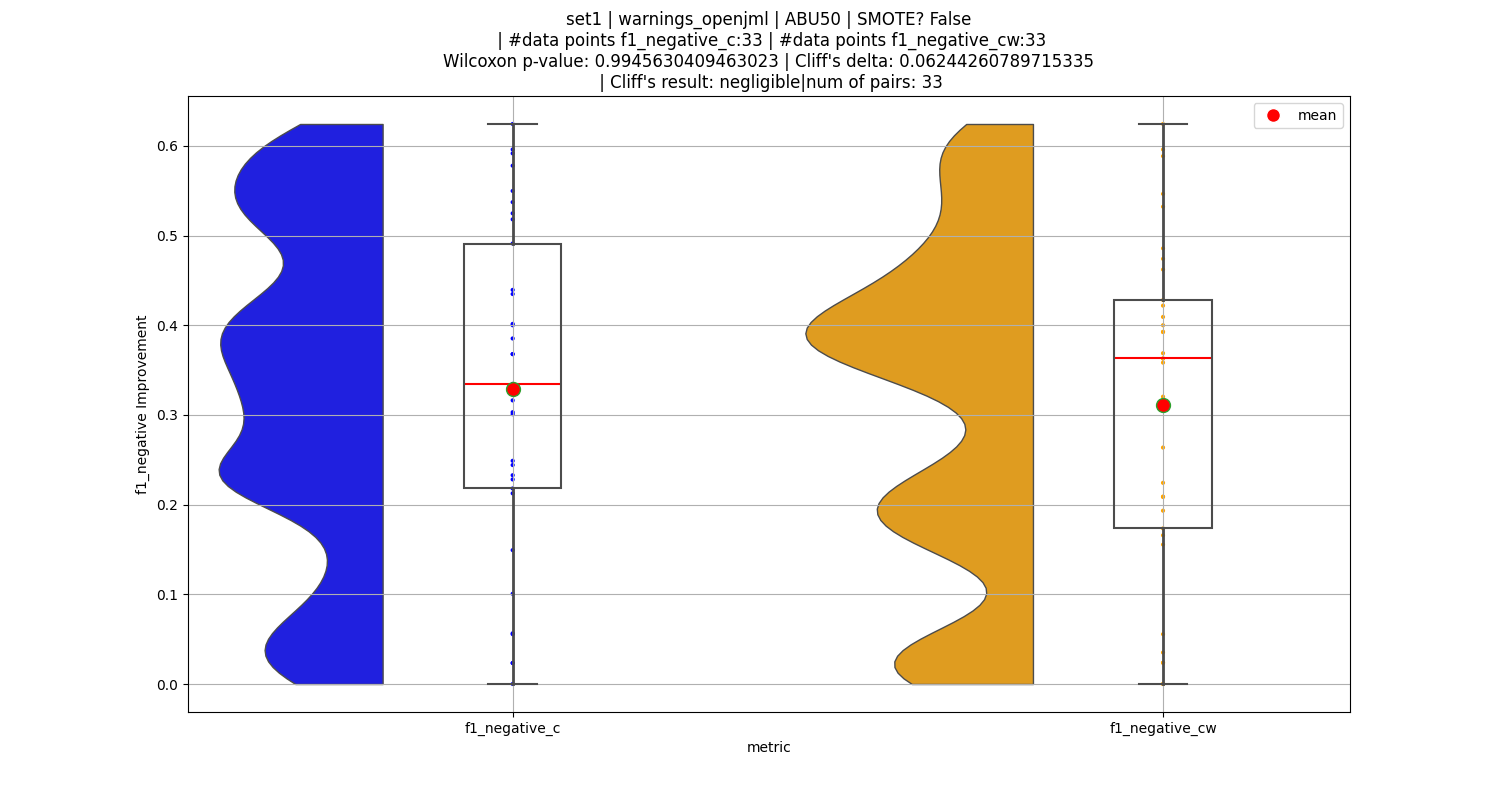 set1 | warnings_openjml | ABU50 | SMOTE? False
| #data points f1_negative_c:33 | #data points f1_negative_cw:33
Wilcoxon p-value: 0.9945630409463023 | Cliff's delta: 0.06244260789715335
| Cliff's result: negligible|num of pairs: 33
mean
0.6
0.5
0.4
0.3
0.2
0.1
0.0
f1_negative Improvement
f1_negative_c
f1_negative_cw
metric